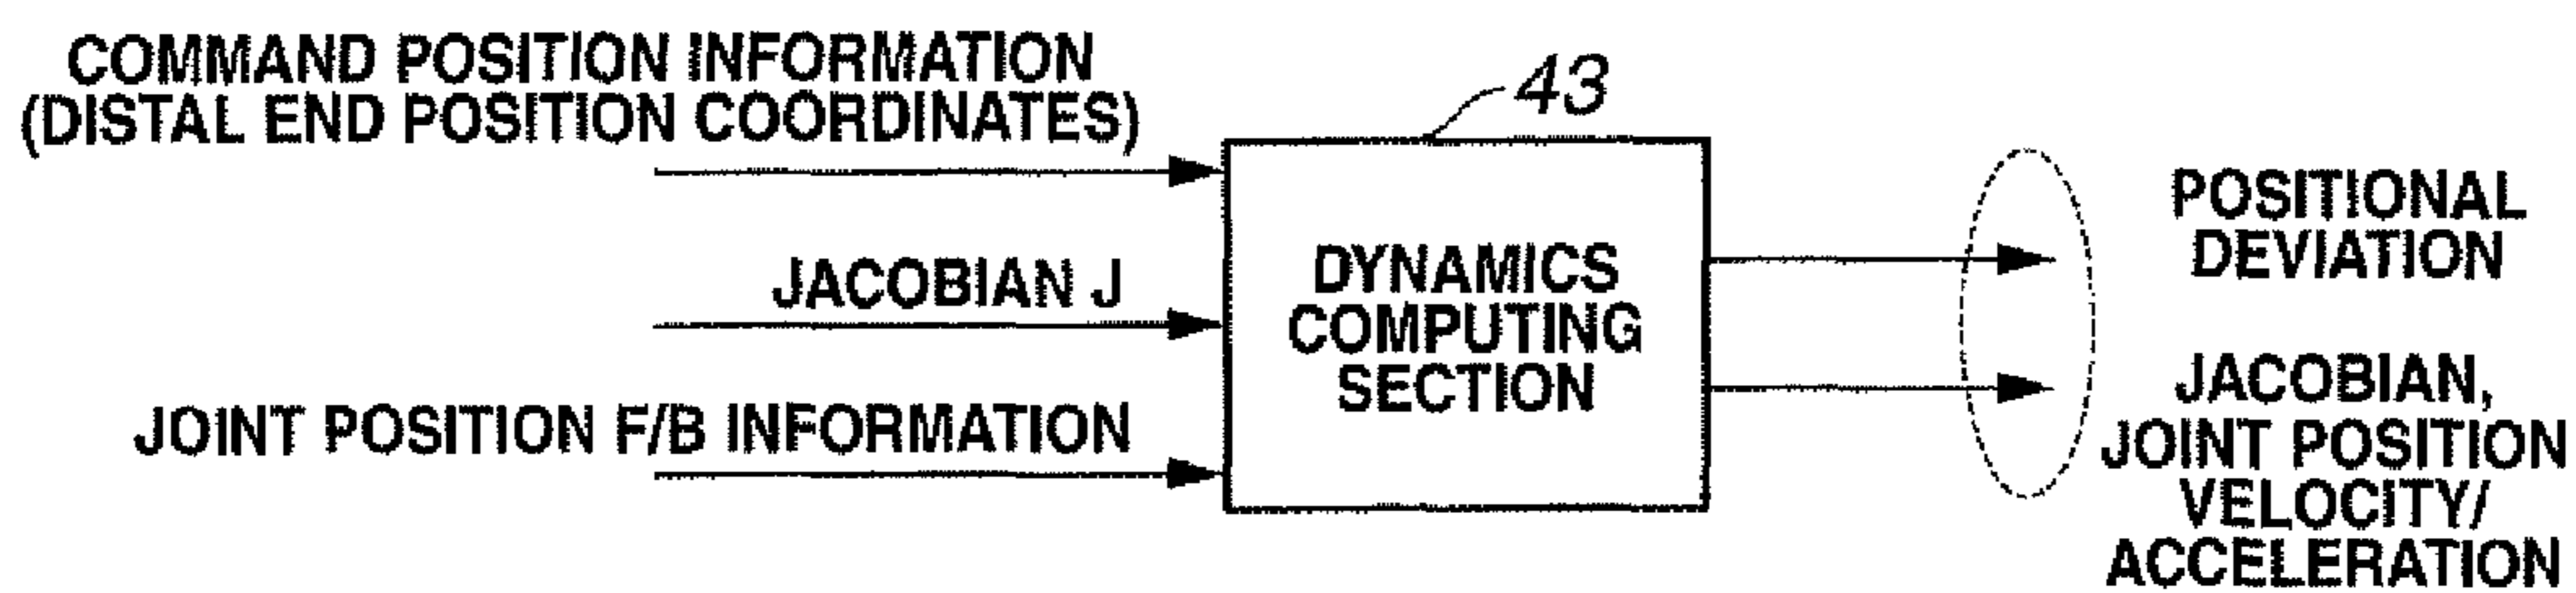 COMMAND POSITION INFORMATION
(DISTAL END POSITION COORDINATES)
43
JACOBIAN J
JOINT POSITION F/B INFORMATION
DYNAMICS
COMPUTING
SECTION
POSITIONAL
DEVIATION
JACOBIAN,
JOINT POSITION
VELOCITY/
ACCELERATION